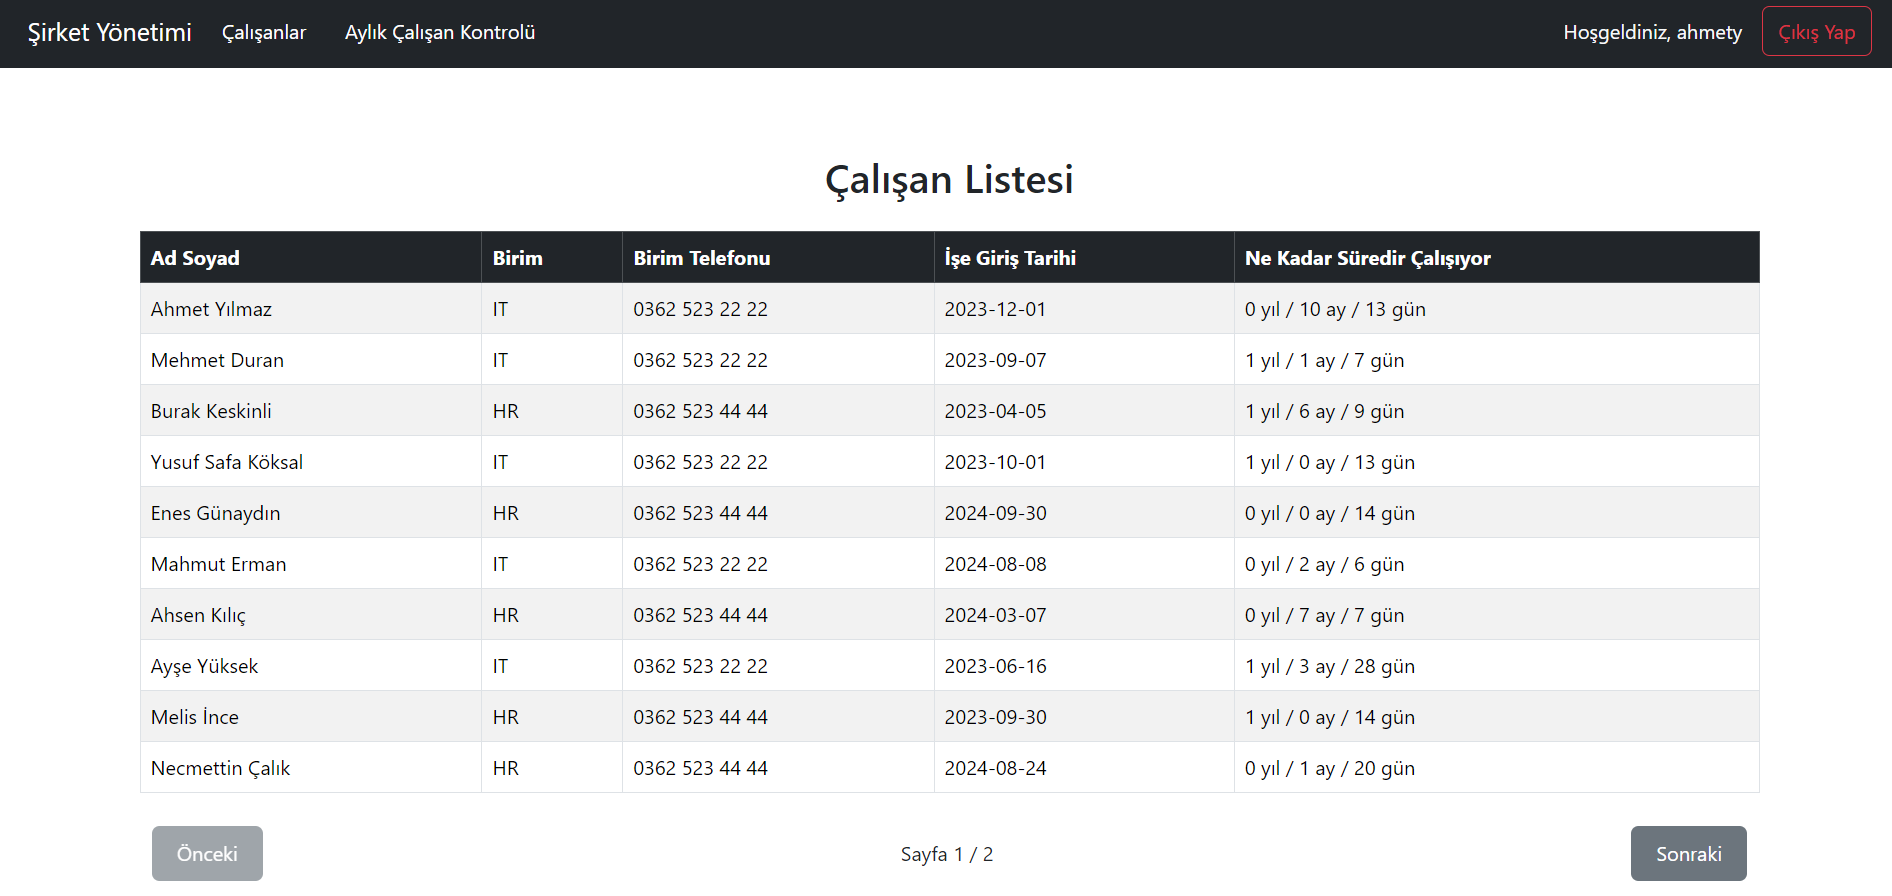 Şirket Yönetimi Çalışanlar Aylık Çalışan Kontrolü Hoşgeldiniz, ahmety Çıkış Yap
Çalışan Listesi
Ad Soyad Birim Birim Telefonu İşe Giriş Tarihi Ne Kadar Süredir Çalışıyor
Ahmet Yılmaz IT 0362 523 22 22 2023-12-01 0 yıl / 10 ay / 13 gün
Mehmet Duran IT 0362 523 22 22 2023-09-07 1 yıl / 1 ay / 7 gün
Burak Keskinli HR 0362 523 44 44 2023-04-05 1 yıl / 6 ay / 9 gün
Yusuf Safa Köksal IT 0362 523 22 22 2023-10-01 1 yıl / 0 ay / 13 gün
Enes Günaydın HR 0362 523 44 44 2024-09-30 0 yıl / 0 ay / 14 gün
Mahmut Erman IT 0362 523 22 22 2024-08-08 0 yıl / 2 ay / 6 gün
Ahsen Kılıç HR 0362 523 44 44 2024-03-07 0 yıl / 7 ay / 7 gün
Ayşe Yüksek IT 0362 523 22 22 2023-06-16 1 yıl / 3 ay / 28 gün
Melis İnce HR 0362 523 44 44 2023-09-30 1 yıl / 0 ay / 14 gün
Necmettin Çalık HR 0362 523 44 44 2024-08-24 0 yıl / 1 ay / 20 gün
Önceki Sayfa 1 / 2 Sonraki